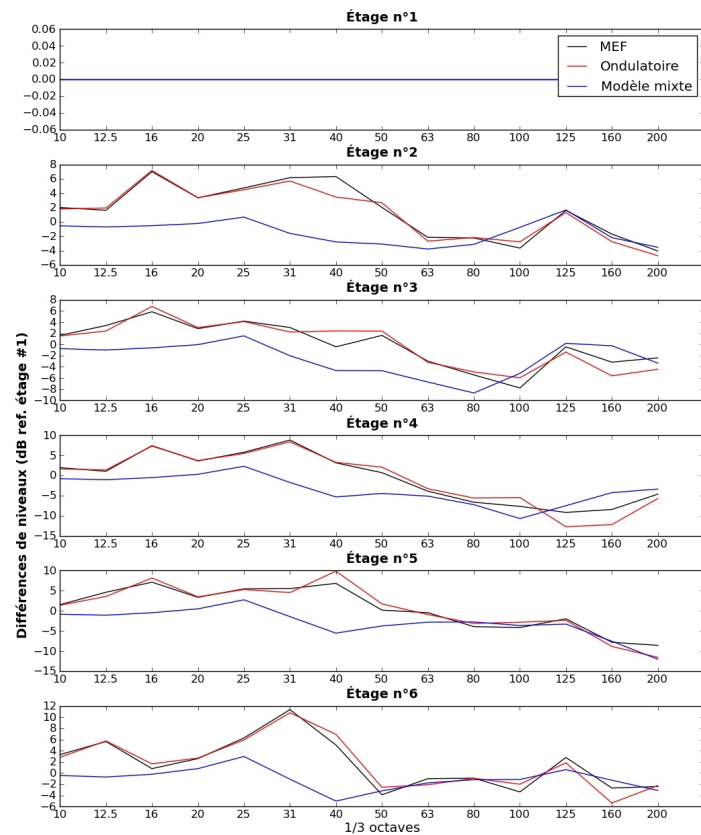 Étage n°1
0.06
0.04
0.02
0.00
−0.02
−0.04
−0.06
MEF
Ondulatoire
Modèle mixte
10 12.5 16 20 25 31 40 50 63 80 100 125 160 200
Étage n°2
8
6
4
2
0
−2
−4
−6
10 12.5 16 20 25 31 40 50 63 80 100 125 160 200
Étage n°3
8
6
4
2
0
−2
−4
−6
−8
−10
10 12.5 16 20 25 31 40 50 63 80 100 125 160 200
Différences de niveaux (dB ref. étage #1)
Étage n°4
10
5
0
−5
−10
−15
10 12.5 16 20 25 31 40 50 63 80 100 125 160 200
Étage n°5
10
5
0
−5
−10
−15
10 12.5 16 20 25 31 40 50 63 80 100 125 160 200
Étage n°6
12
10
8
6
4
2
0
−2
−4
−6
10 12.5 16 20 25 31 40 50 63 80 100 125 160 200
1/3 octaves